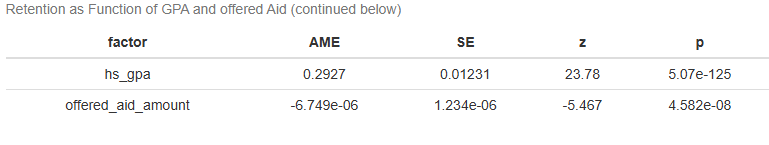 Retention as Function of GPA and offered Aid (continued below)
factor AME SE z p
hs_gpa 0.2927 0.01231 23.78 5.07e-125
offered_aid_amount -6.749e-06 1.234e-06 -5.467 4.582e-08